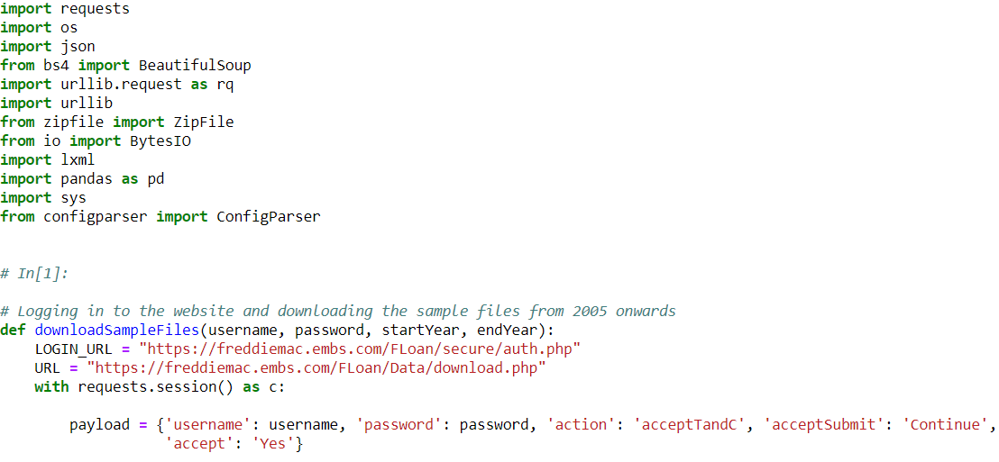 import requests
import os
import json
from bs4 import BeautifulSoup
import urllib.request as rq
import urllib
from zipfile import ZipFile
from io import BytesIO
import lxml
import pandas as pd
import sys
from configparser import ConfigParser
# In[1]:
# Logging in to the website and downloading the sample files from 2005 onwards
def downloadSampleFiles(username, password, startYear, endYear):
    LOGIN_URL = "https://freddiemac.embs.com/FLoan/secure/auth.php"
    URL = "https://freddiemac.embs.com/FLoan/Data/download.php"
    with requests.session() as c:
        payload = {'username': username, 'password': password, 'action': 'acceptTandC', 'acceptSubmit': 'Continue',
                   'accept': 'Yes'}